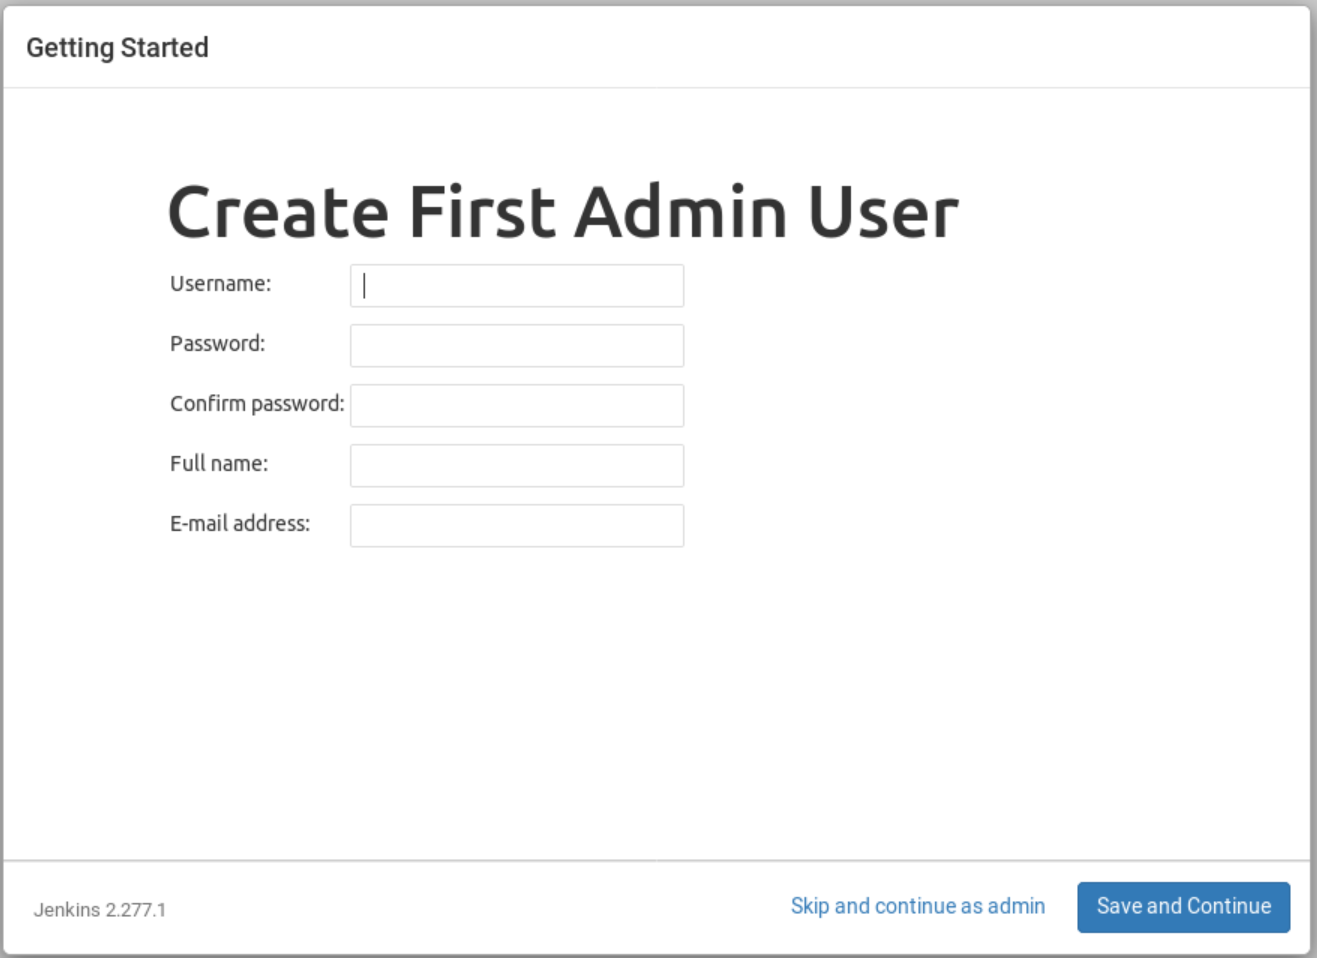 Getting Started
Create First Admin User
Username:
Password:
Confirm password:
Full name:
E-mail address:
Jenkins 2.277.1
Skip and continue as admin
Save and Continue